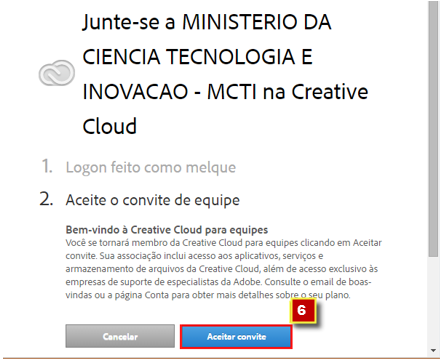 Junte-se a MINISTERIO DA
CIENCIA TECNOLOGIA E
INOVACAO - MCTI na Creative
Cloud
1. Logon feito como melque
2. Aceite o convite de equipe
Bem-vindo à Creative Cloud para equipes
Você se tornará membro da Creative Cloud para equipes clicando em Aceitar
convite. Sua associação inclui acesso aos aplicativos, serviços e
armazenamento de arquivos da Creative Cloud, além de acesso exclusivo às
empresas de suporte de especialistas da Adobe. Consulte o email de boas-
vindas ou a página Conta para obter mais detalhes sobre o seu plano.
6
Cancelar Aceitar convite